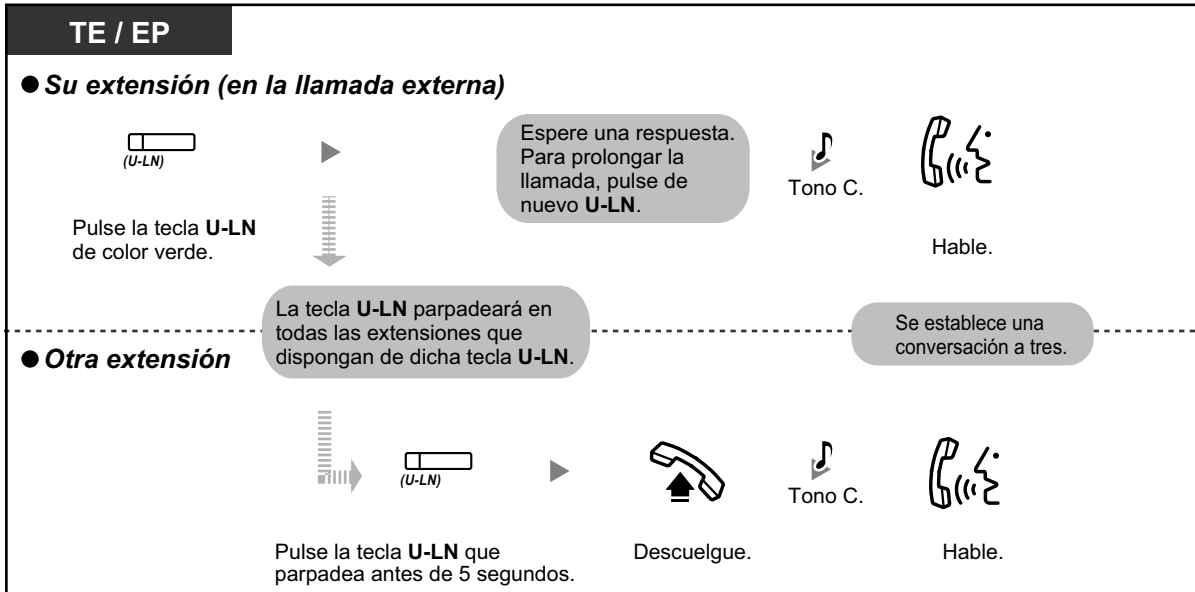 TE / EP
● Su extensión (en la llamada externa)
(U-LN)
Pulse la tecla U-LN
de color verde.
Espere una respuesta.
Para prolongar la
llamada, pulse de
nuevo U-LN.
Tono C.
Hable.
La tecla U-LN parpadeará en
todas las extensiones que
dispongan de dicha tecla U-LN.
Se establece una
conversación a tres.
● Otra extensión
(U-LN)
Pulse la tecla U-LN que
parpadea antes de 5 segundos.
Descuelgue.
Tono C.
Hable.